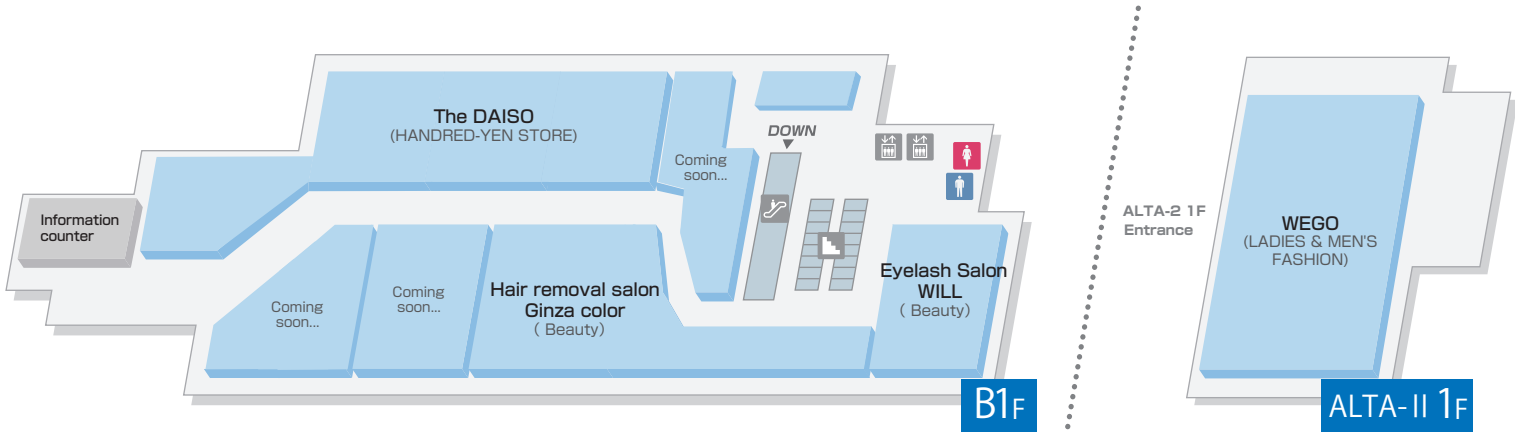 The DAISO
(HANDRED-YEN STORE)
DOWN
Coming
soon...
Information
counter
Coming
soon...
Coming
soon...
Hair removal salon
Ginza color
( Beauty)
Eyelash Salon
WILL
( Beauty)
B1F
ALTA-2 1F
Entrance
WEGO
(LADIES & MEN'S
FASHION)
ALTA-II 1F